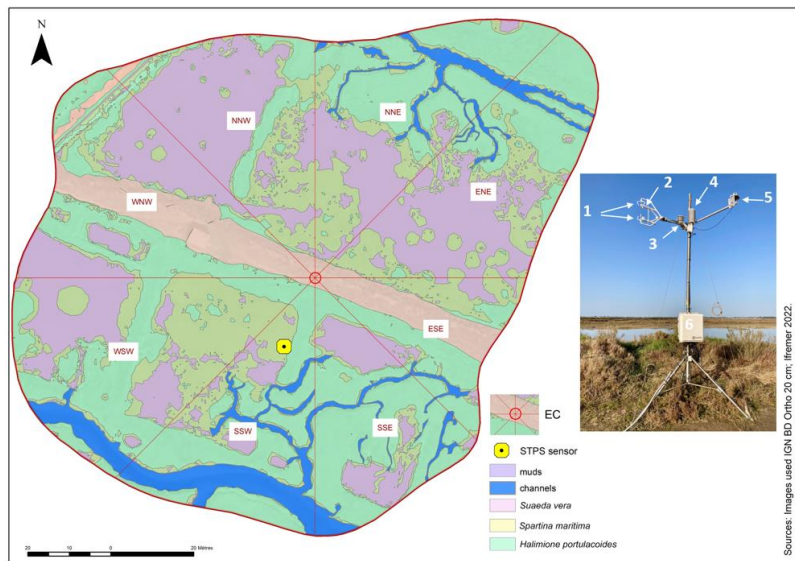 N
NNW
NNE
ENE
WNW
ESE
WSW
SSW
SSE
EC
STPS sensor
muds
channels
Suaeda vera
Spartina maritima
Halimione portulacoides
20 10 0 20 Mètres
1
2
3
4
5
6
Sources: Images used IGN BD Ortho 20 cm; Ifremer 2022.